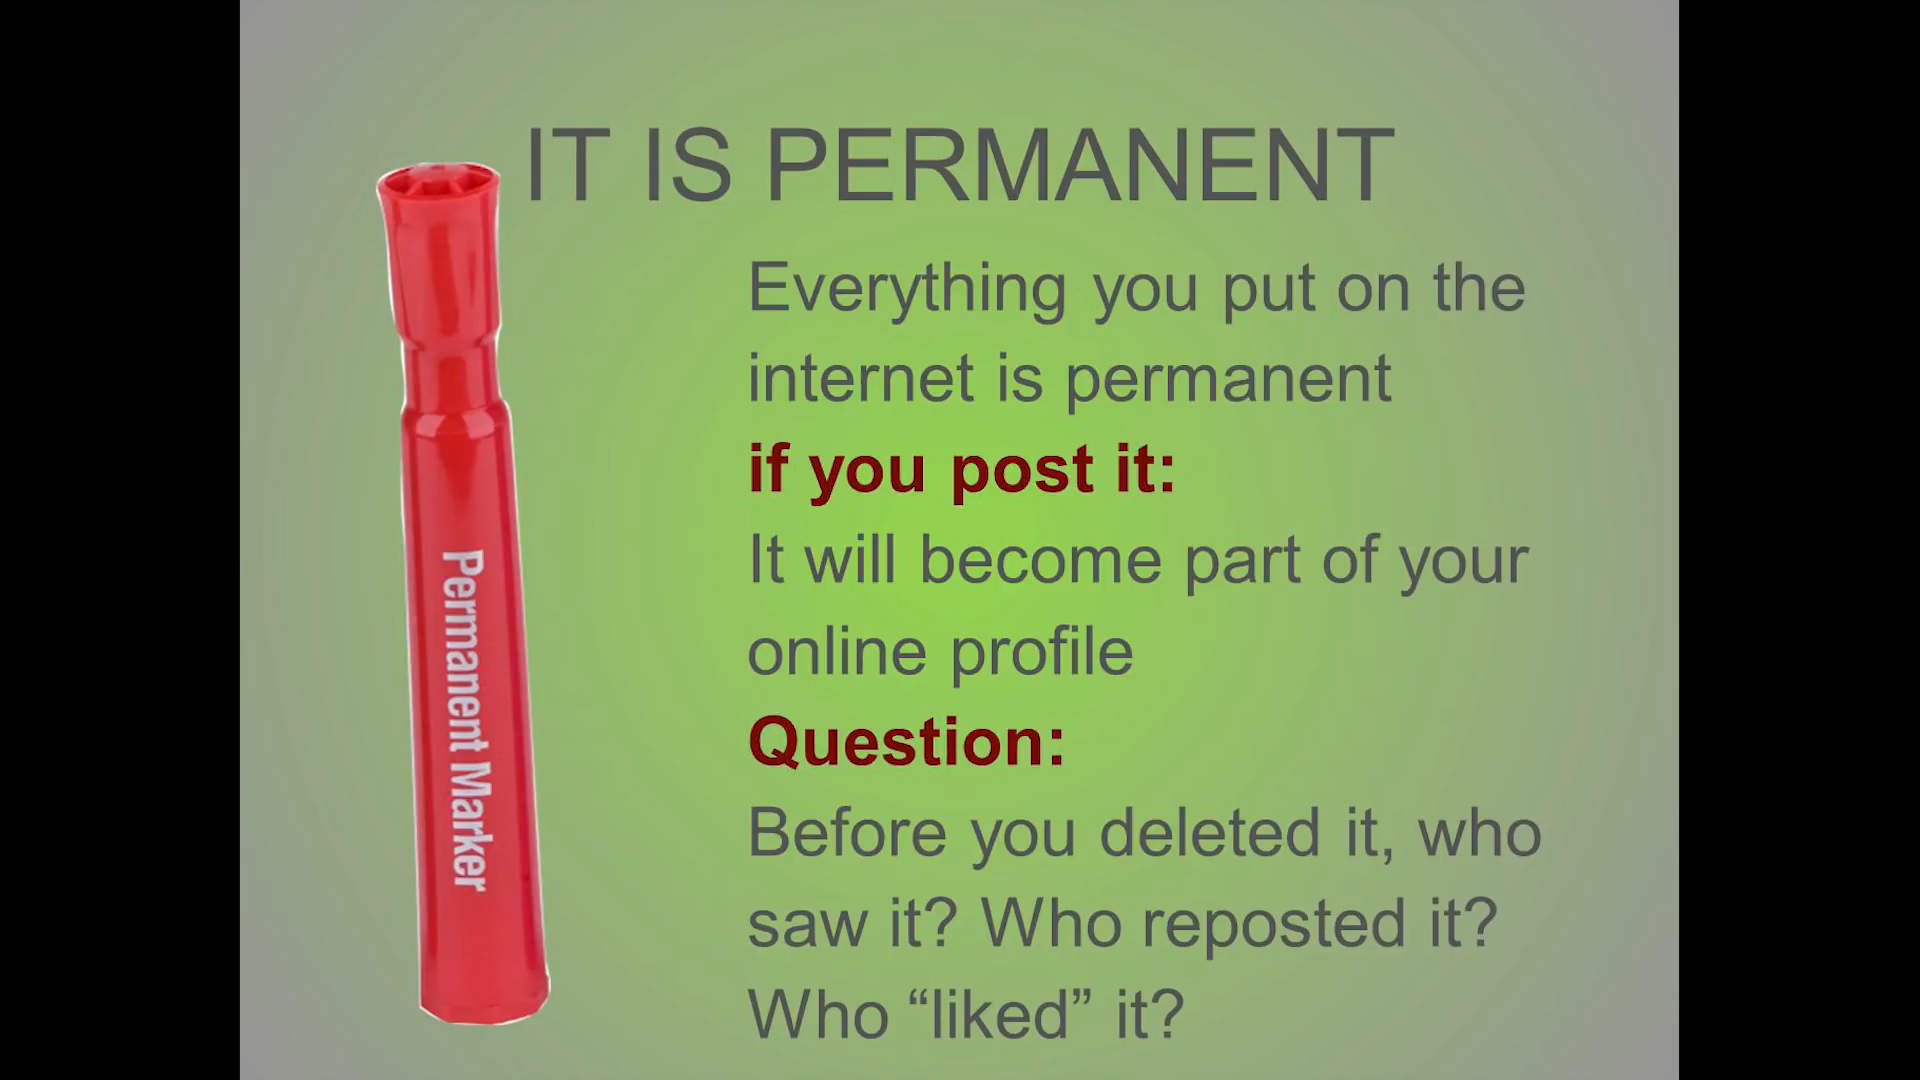 IT IS PERMANENT
Everything you put on the
internet is permanent
if you post it:
It will become part of your
online profile
Question:
Before you deleted it, who
saw it? Who reposted it?
Who “liked” it?
Permanent Marker